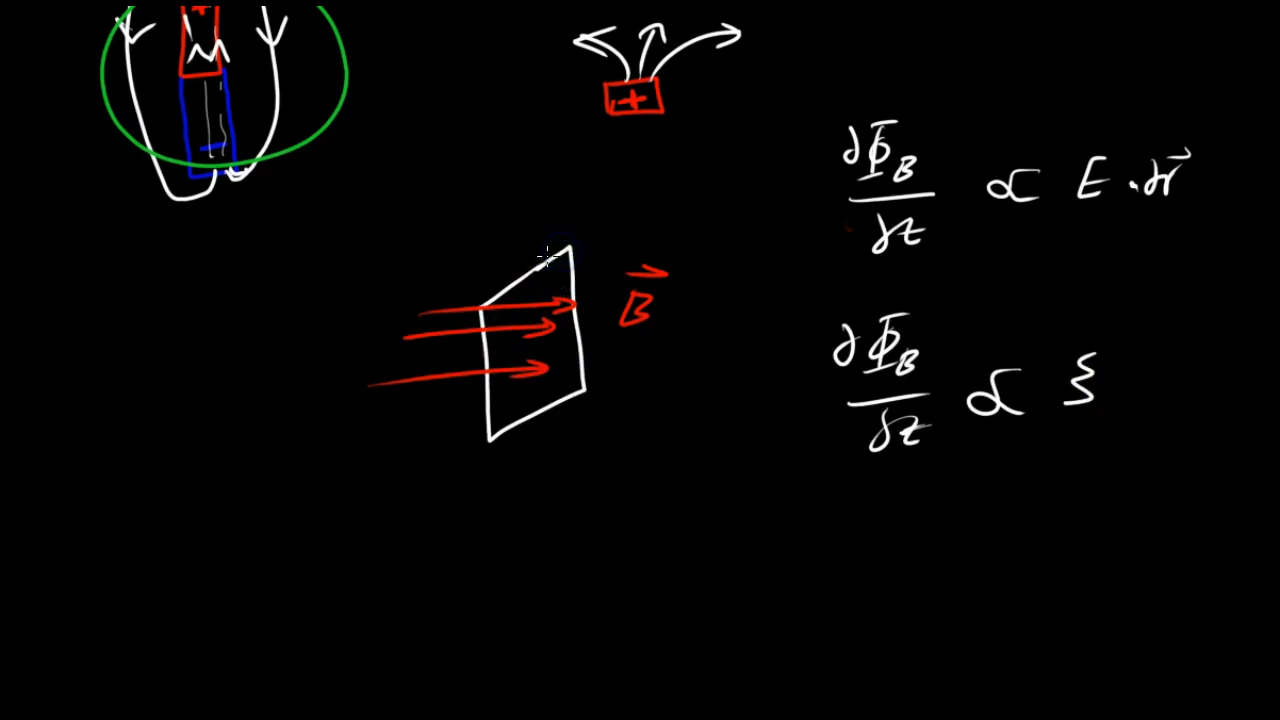 +
+
∂Φ_B / ∂t ∝ E · dr⃗
B⃗
∂Φ_B / ∂t ∝ ξ